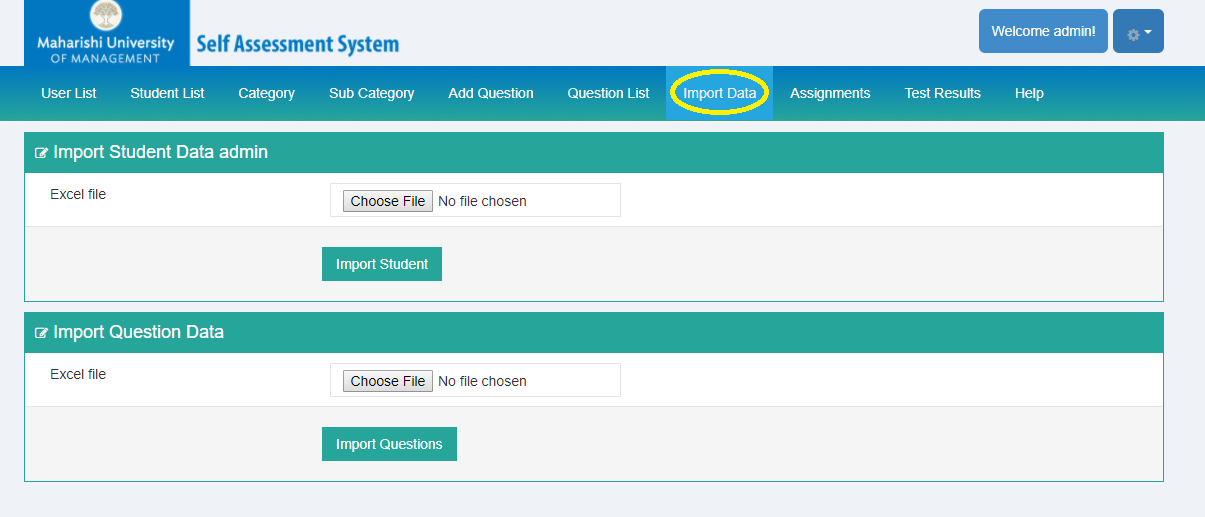 Maharishi University
OF MANAGEMENT
Self Assessment System
Welcome admin!
User List Student List Category Sub Category Add Question Question List Import Data Assignments Test Results Help
Import Student Data admin
Excel file Choose File No file chosen
Import Student
Import Question Data
Excel file Choose File No file chosen
Import Questions